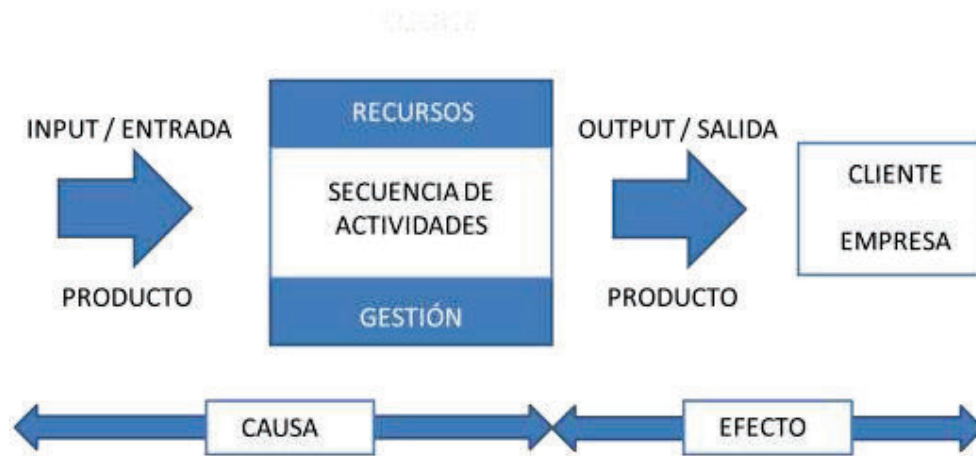 INPUT / ENTRADA
PRODUCTO
RECURSOS
SECUENCIA DE
ACTIVIDADES
GESTIÓN
OUTPUT / SALIDA
PRODUCTO
CLIENTE
EMPRESA
CAUSA
EFECTO